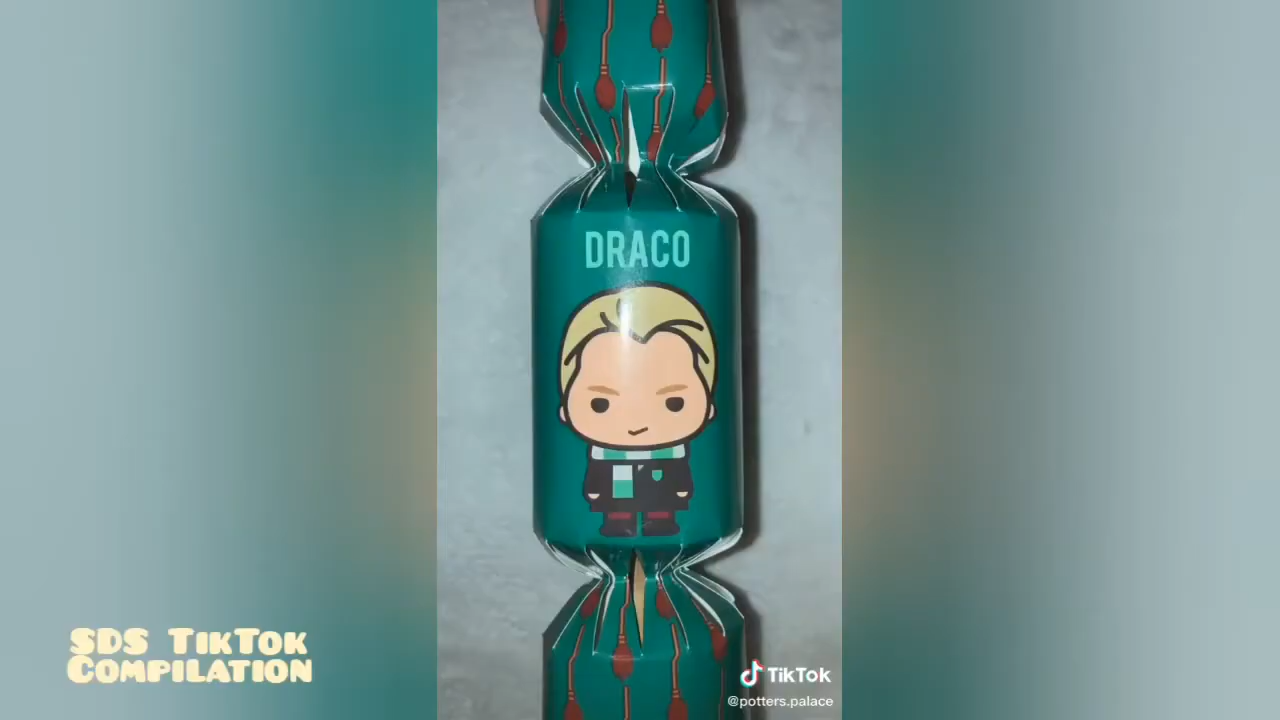 DRACO
SDS TikTok
Compilation
TikTok
@potters.palace